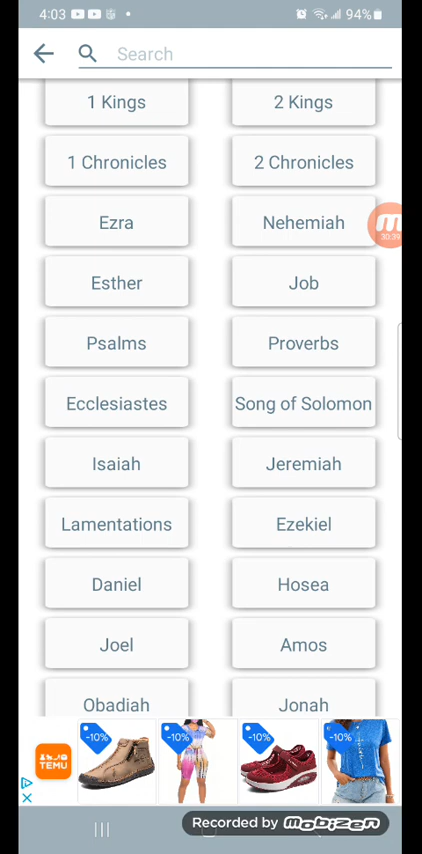 4:03 94%
Search
1 Kings 2 Kings
1 Chronicles 2 Chronicles
Ezra Nehemiah
30:39
Esther Job
Psalms Proverbs
Ecclesiastes Song of Solomon
Isaiah Jeremiah
Lamentations Ezekiel
Daniel Hosea
Joel Amos
Obadiah Jonah
-10% -10% -10% -10%
TEMU
Recorded by mobizen